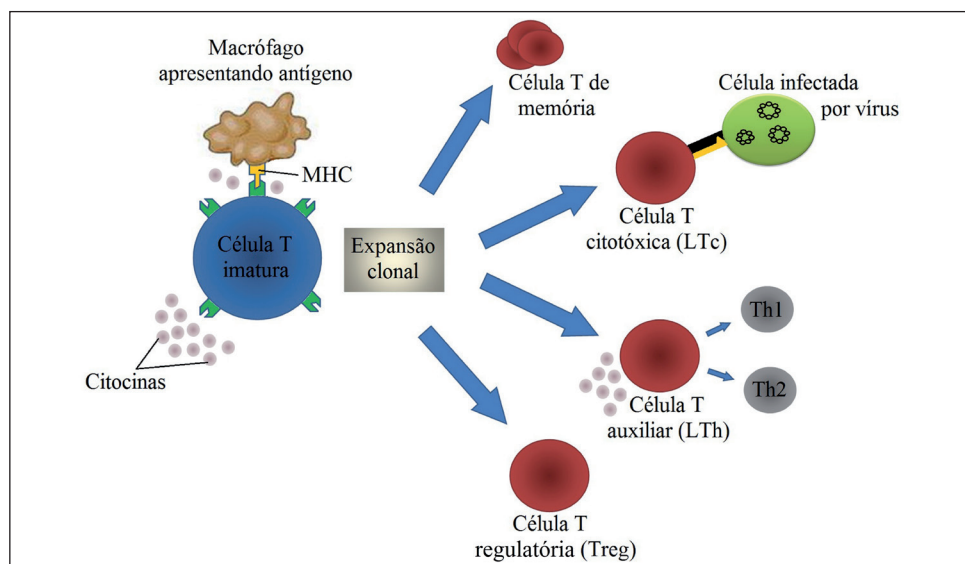 Macrófago
apresentando antígeno
MHC
Célula T
imatura
Citocinas
Expansão
clonal
Célula T de
memória
Célula infectada
por vírus
Célula T
citotóxica (LTc)
Th1
Th2
Célula T
auxiliar (LTh)
Célula T
regulatória (Treg)